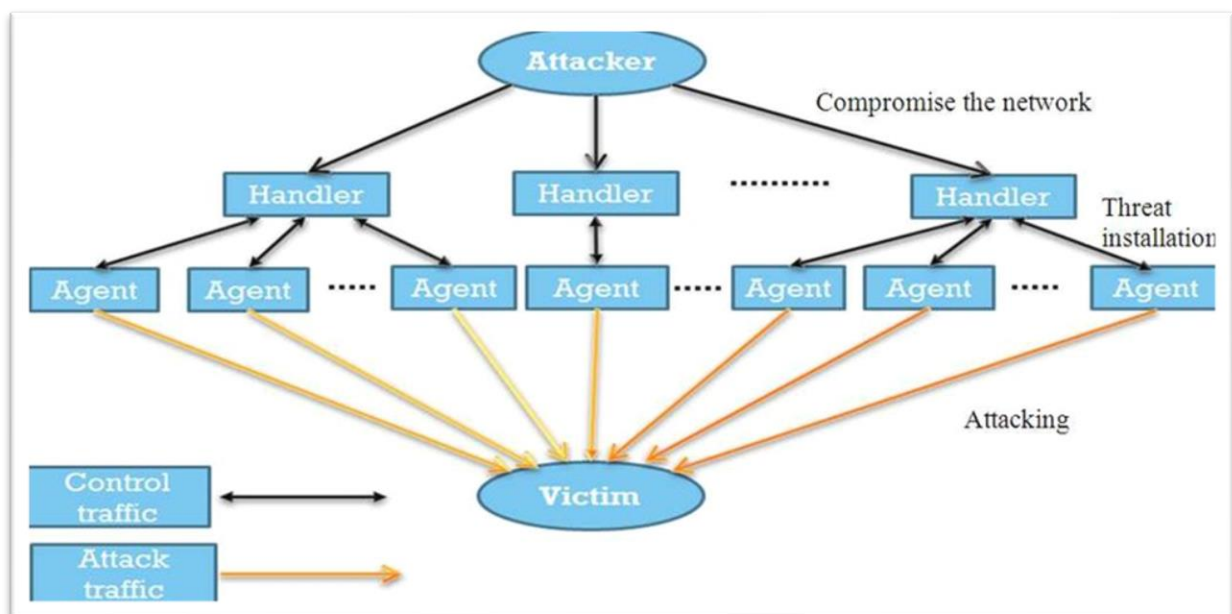 Attacker
Compromise the network
Handler
Handler
Handler
Threat
installation
Agent
Agent
Agent
Agent
Agent
Agent
Agent
Attacking
Victim
Control
traffic
Attack
traffic